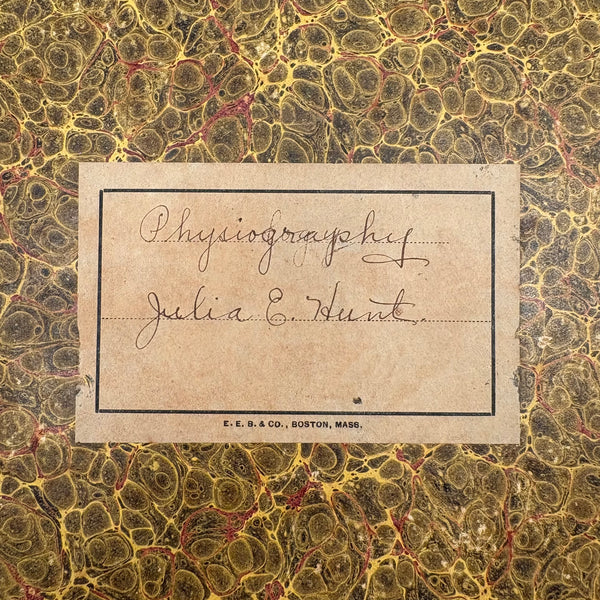 Physiography
Julia E. Hunt.
E. E. B. & CO., BOSTON, MASS.